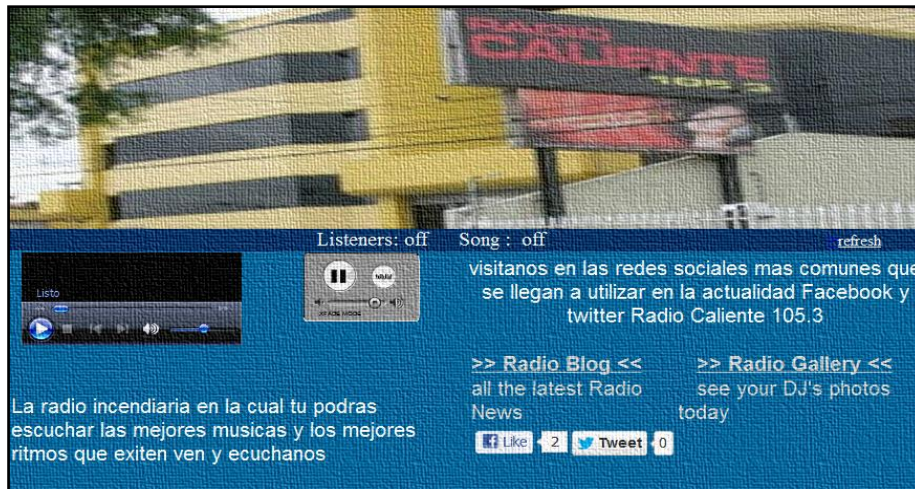 RADIO
CALIENTE
105.3
Listeners: off Song : off refresh
Listo
visitanos en las redes sociales mas comunes que
se llegan a utilizar en la actualidad Facebook y
twitter Radio Caliente 105.3
>> Radio Blog << >> Radio Gallery <<
all the latest Radio see your DJ's photos
News today
La radio incendiaria en la cual tu podras
escuchar las mejores musicas y los mejores
ritmos que exiten ven y ecuchanos
Like 2 Tweet 0